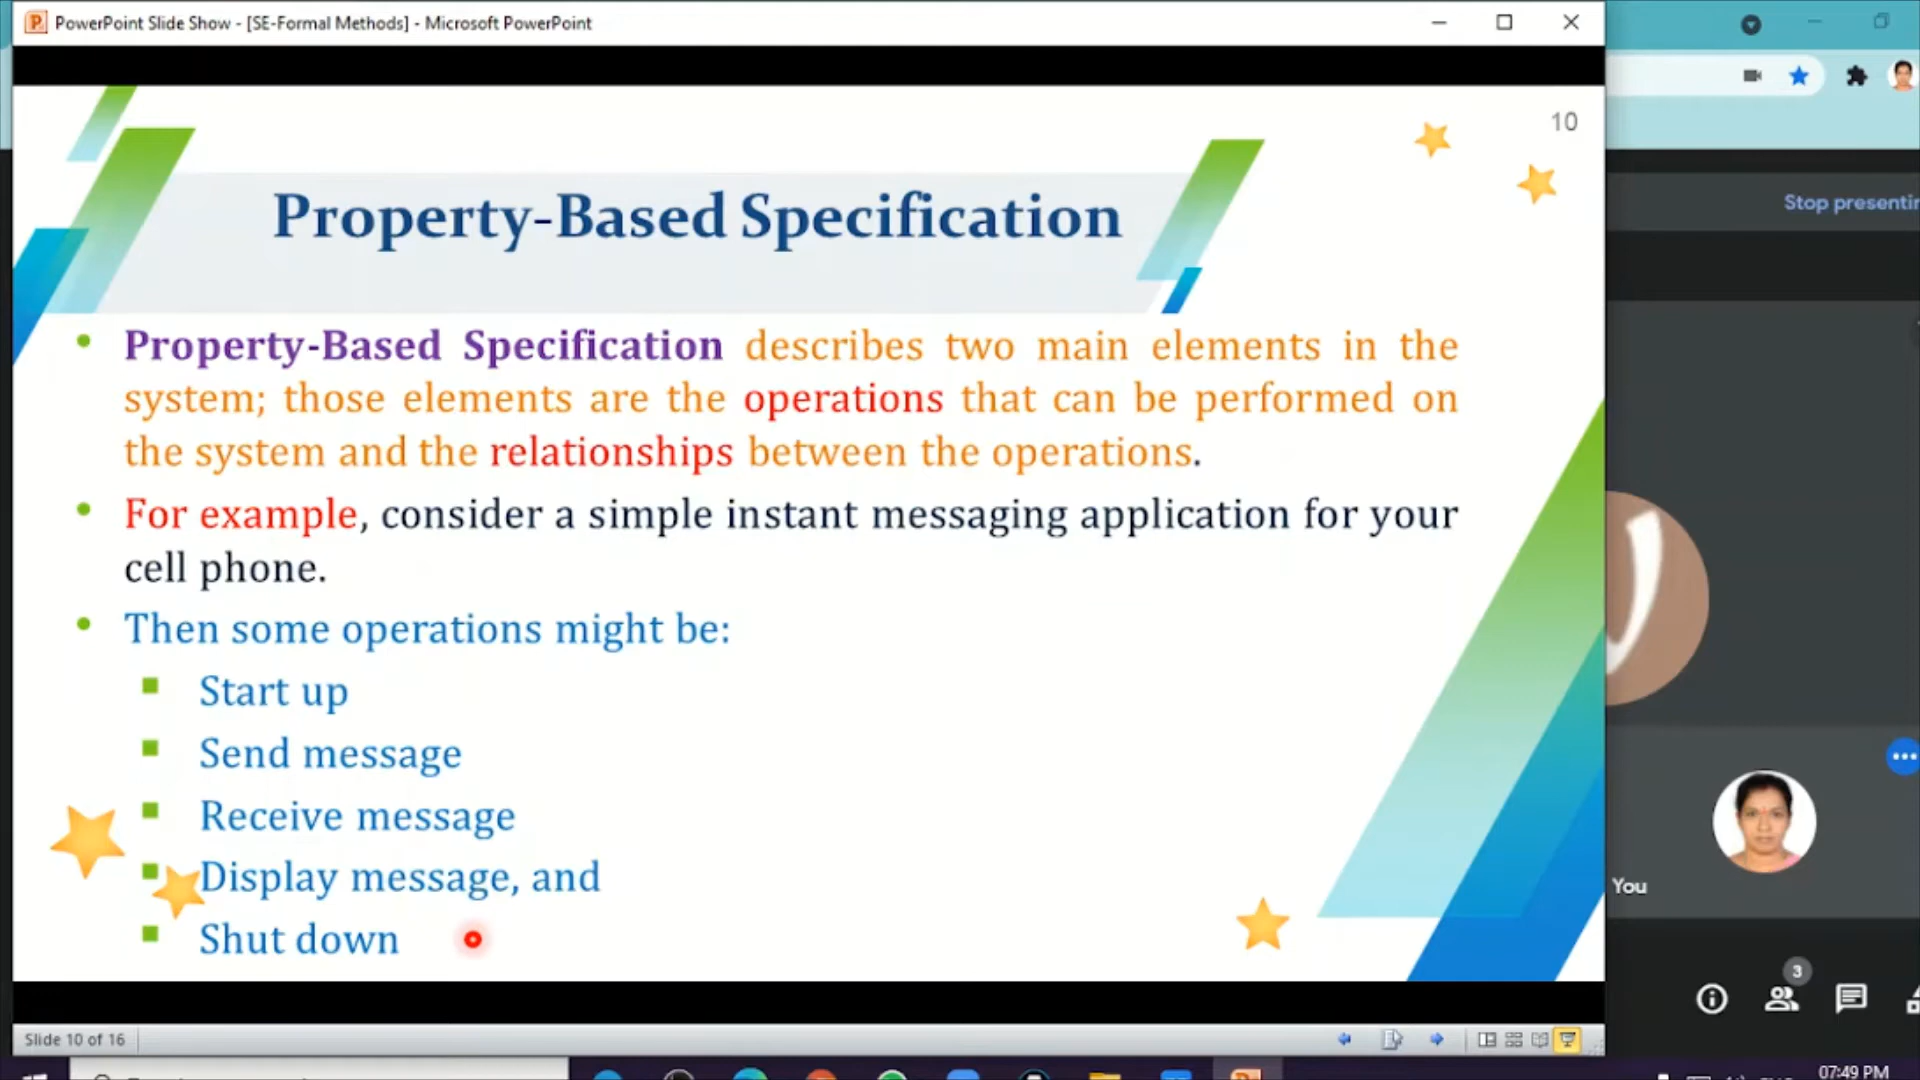 PowerPoint Slide Show - [SE-Formal Methods] - Microsoft PowerPoint
10
Stop presentin
Property-Based Specification
Property-Based Specification describes two main elements in the
system; those elements are the operations that can be performed on
the system and the relationships between the operations.
For example, consider a simple instant messaging application for your
cell phone.
Then some operations might be:
Start up
Send message
Receive message
Display message, and
Shut down
You
3
Slide 10 of 16
07:49 PM